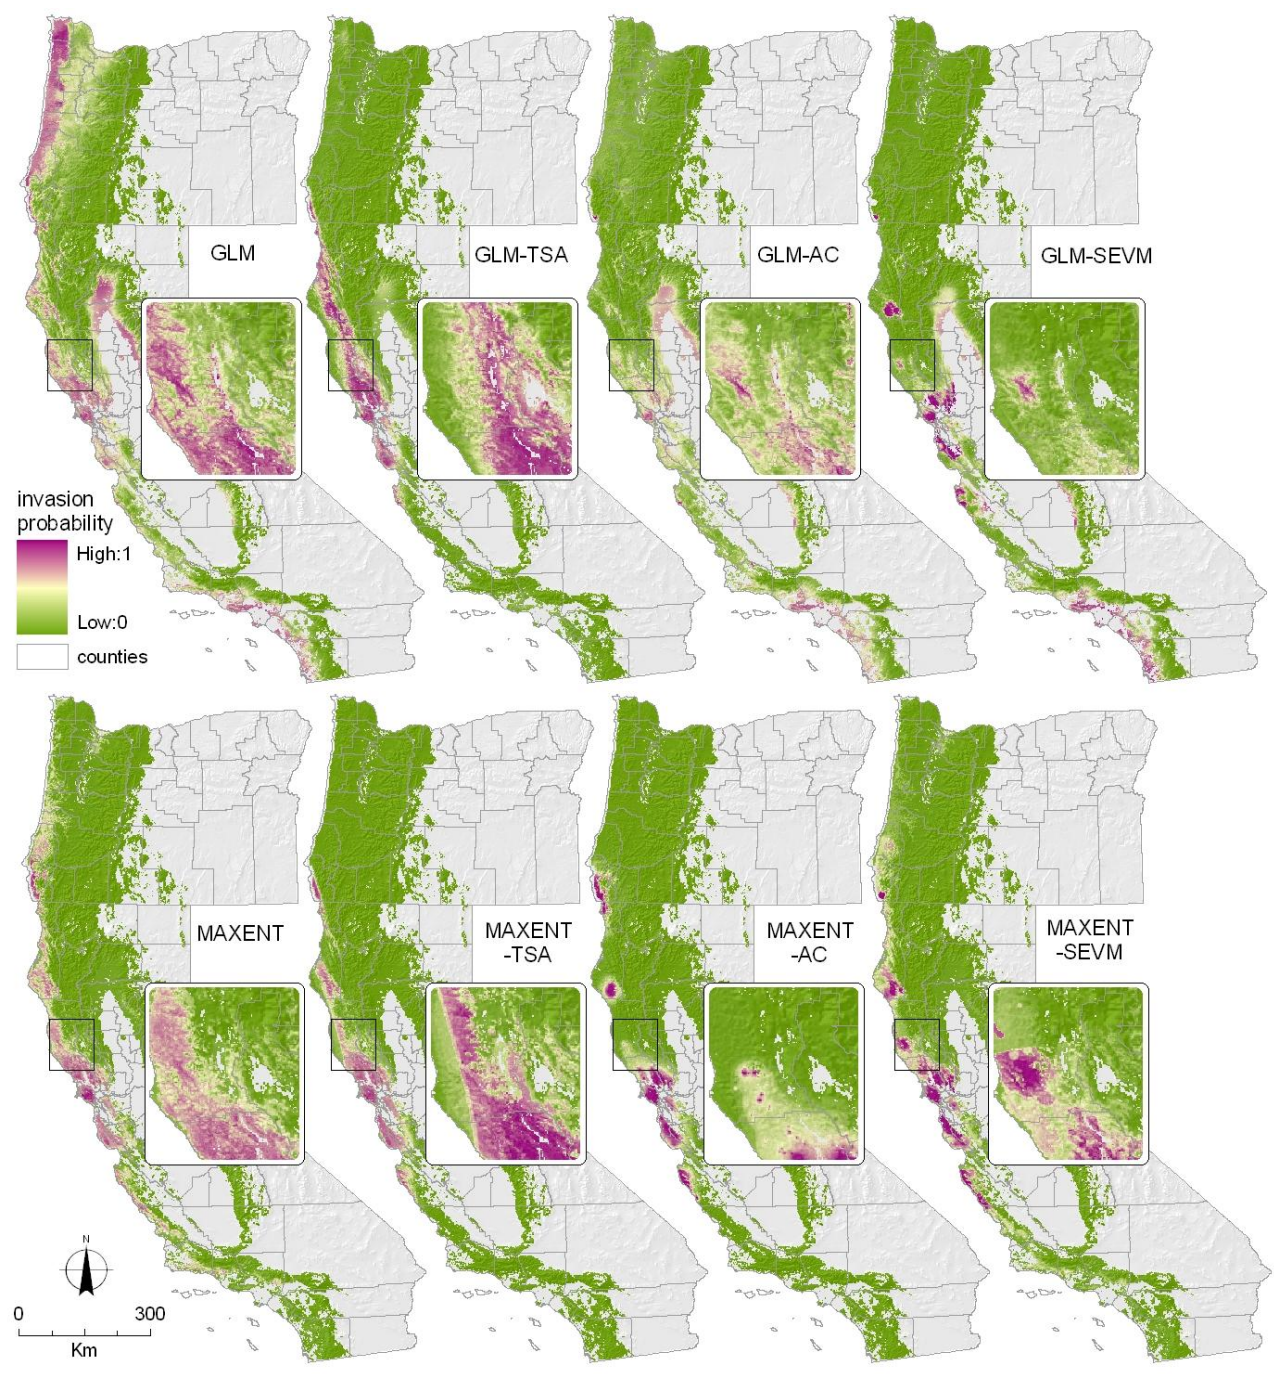 GLM
GLM-TSA
GLM-AC
GLM-SEVM
invasion
probability
High:1
Low:0
counties
MAXENT
MAXENT
-TSA
MAXENT
-AC
MAXENT
-SEVM
N
0 300
Km